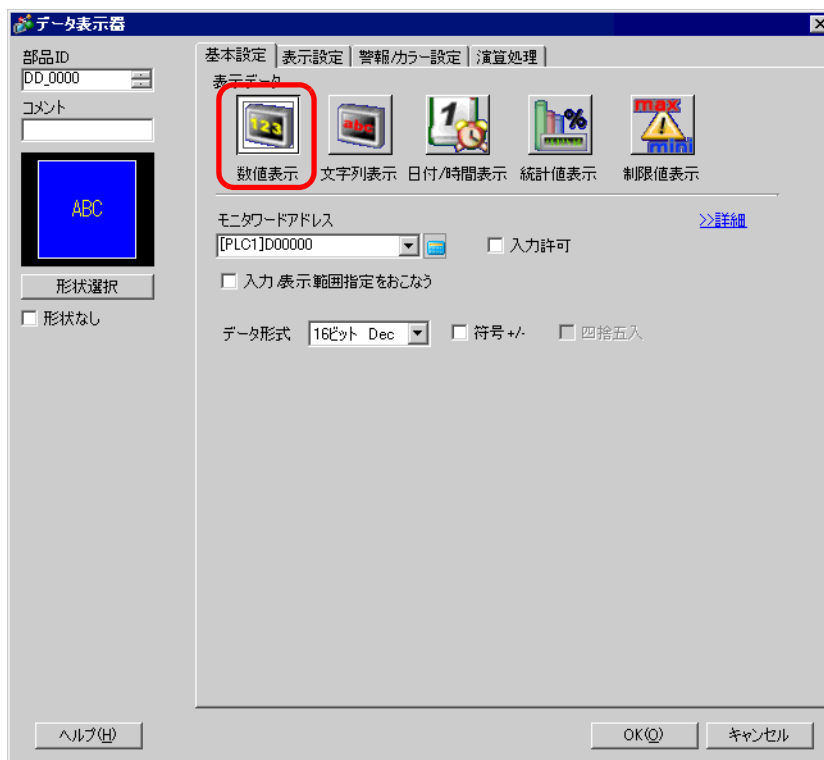 データ表示器
部品ID
DD_0000
コメント
ABC
形状選択
形状なし
基本設定 表示設定 警報/カラー設定 演算処理
表示データ
123 abc 1 % max mini
数値表示 文字列表示 日付/時間表示 統計値表示 制限値表示
モニタワードアドレス >>詳細
[PLC1]D00000 入力許可
入力/表示範囲指定をおこなう
データ形式 16ビット Dec 符号+/- 四捨五入
ヘルプ(H) OK(O) キャンセル